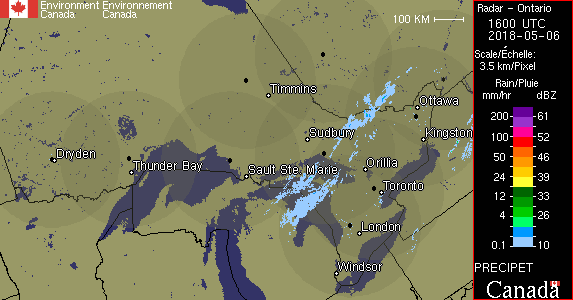 Environment Environnement
Canada Canada
100 KM
Timmins
Ottawa
Sudbury
Kingston
Dryden
Thunder Bay
Sault Ste. Marie
Orillia
Toronto
London
Windsor
Radar - Ontario
1600 UTC
2018-05-06
Scale/Échelle:
3.5 km/Pixel
Rain/Pluie
mm/hr dBZ
200 61
100 52
50 46
24 39
12 33
4 26
1 20
0.1 10
PRECIPET
Canada